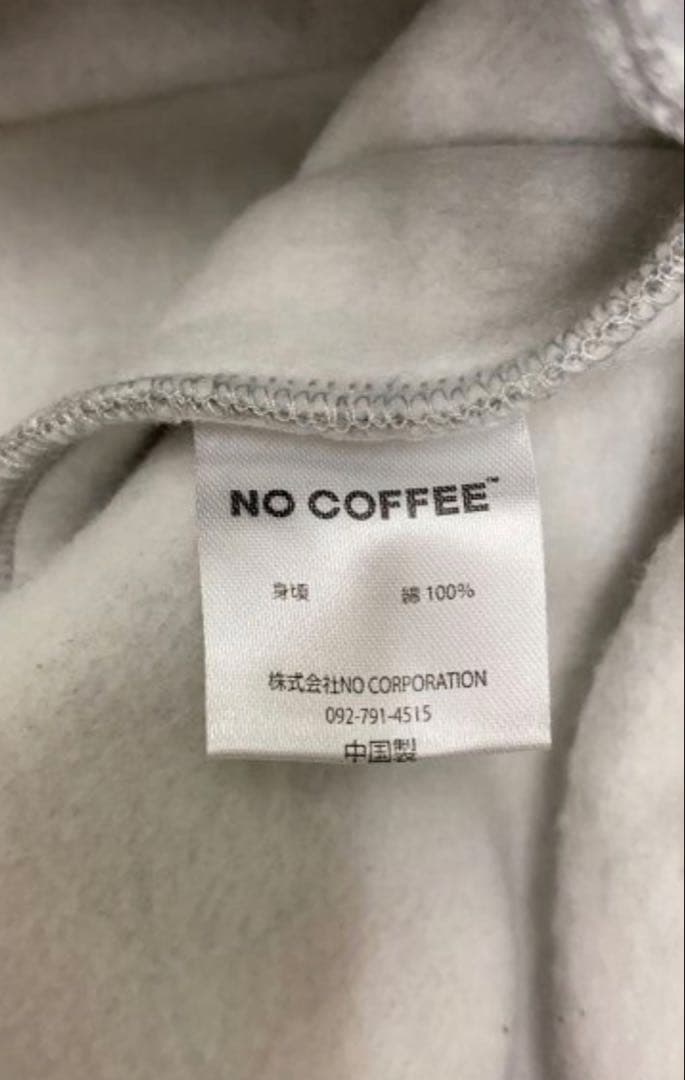 NO COFFEE™
身頃 綿 100%
株式会社NO CORPORATION
092-791-4515
中国製